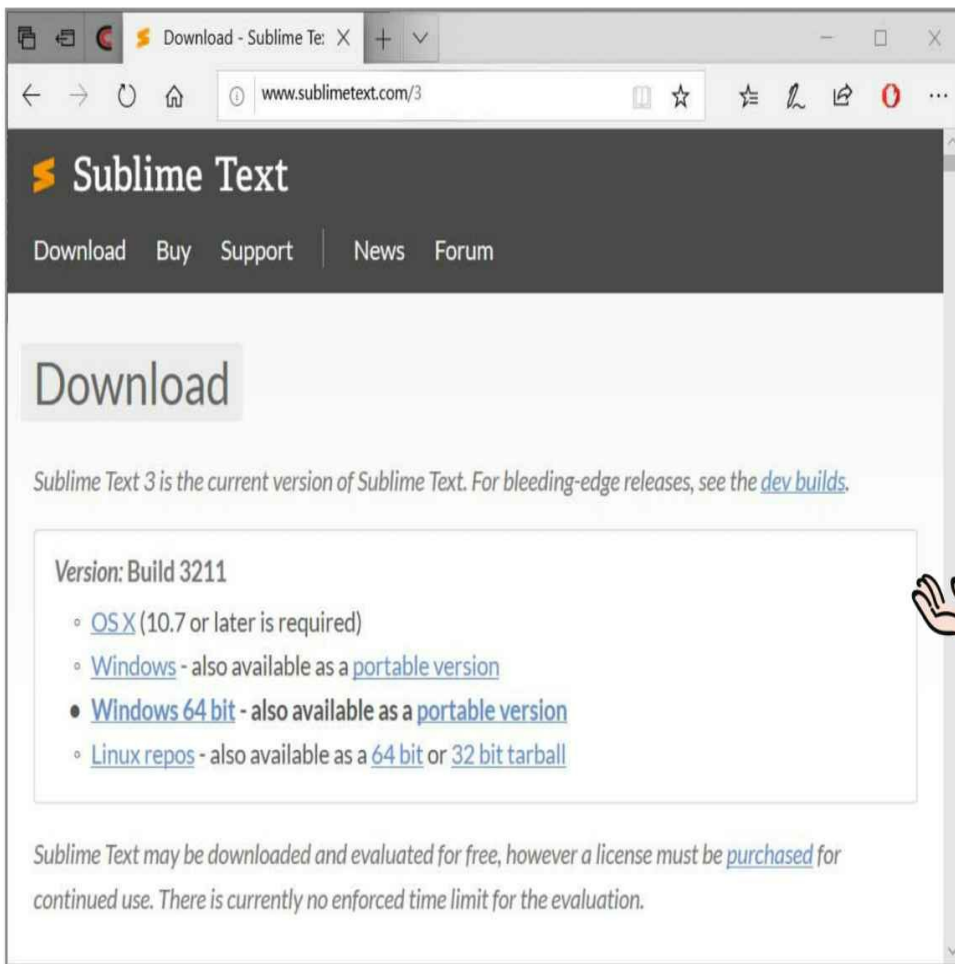 Download - Sublime Te:
www.sublimetext.com/3
Sublime Text
Download Buy Support News Forum
Download
Sublime Text 3 is the current version of Sublime Text. For bleeding-edge releases, see the dev builds.
Version: Build 3211
OS X (10.7 or later is required)
Windows - also available as a portable version
Windows 64 bit - also available as a portable version
Linux repos - also available as a 64 bit or 32 bit tarball
Sublime Text may be downloaded and evaluated for free, however a license must be purchased for
continued use. There is currently no enforced time limit for the evaluation.